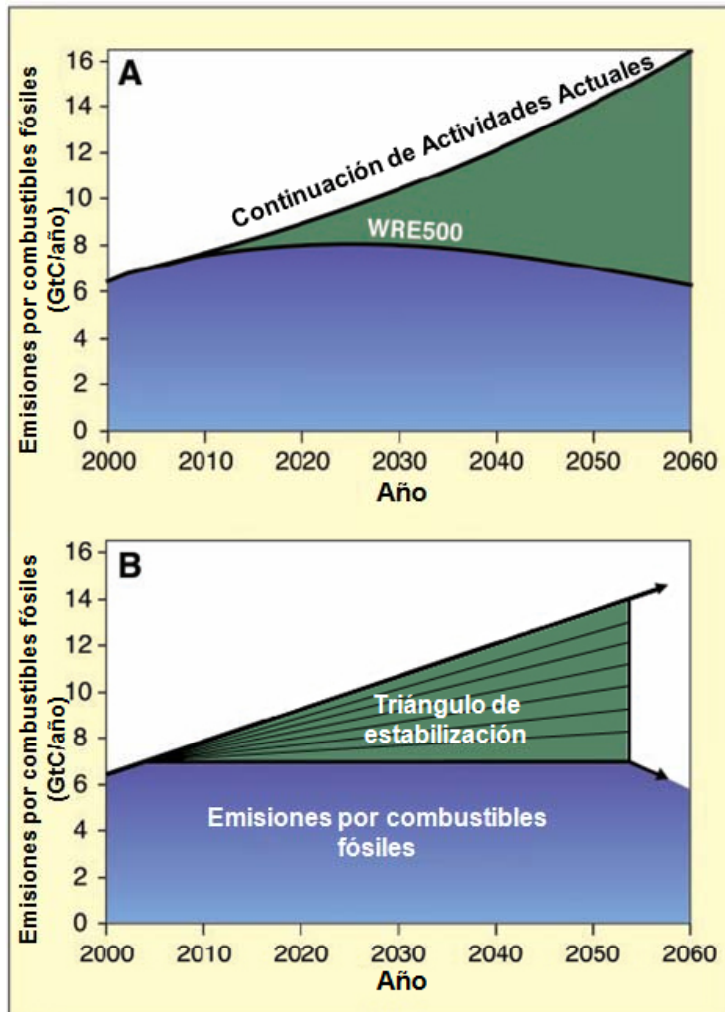 A
Emisiones por combustibles fósiles
(GtC/año)
16
14
12
10
8
6
4
2
0
Continuación de Actividades Actuales
WRE500
2000 2010 2020 2030 2040 2050 2060
Año
B
Emisiones por combustibles fósiles
(GtC/año)
16
14
12
10
8
6
4
2
0
Triángulo de
estabilización
Emisiones por combustibles
fósiles
2000 2010 2020 2030 2040 2050 2060
Año